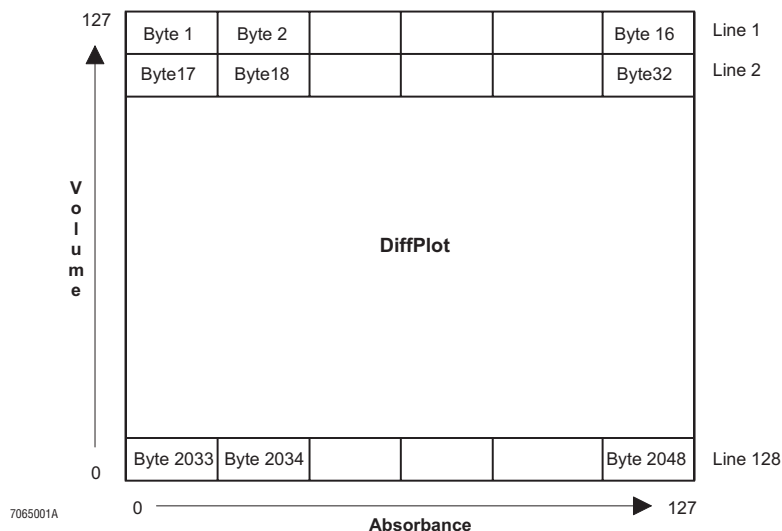 127
Byte 1 Byte 2 Byte 16 Line 1
Byte17 Byte18 Byte32 Line 2
Volume
DiffPlot
0
Byte 2033 Byte 2034 Byte 2048 Line 128
7065001A
0 127
Absorbance